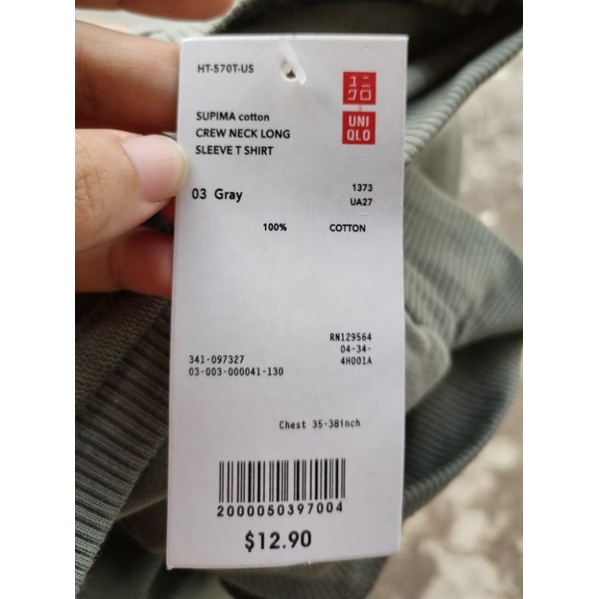 HT-570T-US
ユニ
クロ
UNI
QLO
SUPIMA cotton
CREW NECK LONG
SLEEVE T SHIRT
03 Gray
1373
UA27
100% COTTON
RN129564
04-34-
4H001A
341-097327
03-003-000041-130
Chest 35-38inch
2000050397004
$12.90